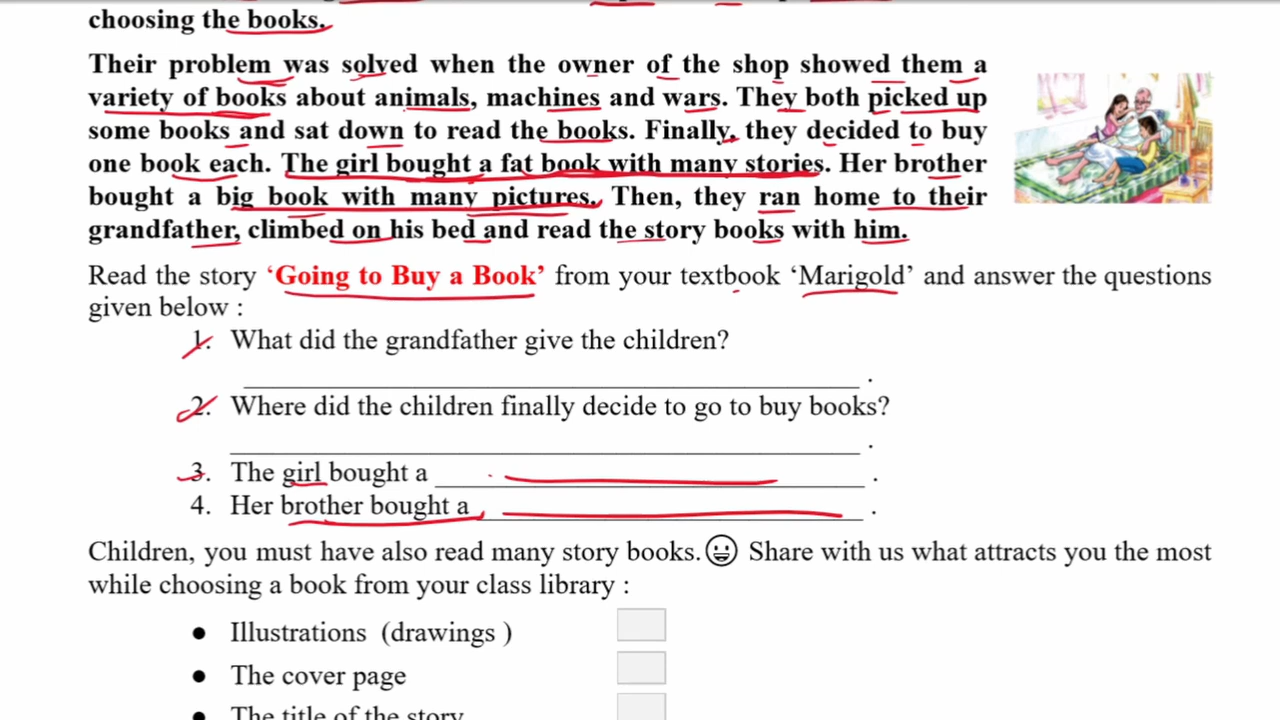 choosing the books.
Their problem was solved when the owner of the shop showed them a
variety of books about animals, machines and wars. They both picked up
some books and sat down to read the books. Finally, they decided to buy
one book each. The girl bought a fat book with many stories. Her brother
bought a big book with many pictures. Then, they ran home to their
grandfather, climbed on his bed and read the story books with him.
Read the story ‘Going to Buy a Book’ from your textbook ‘Marigold’ and answer the questions
given below :
1. What did the grandfather give the children?
.
2. Where did the children finally decide to go to buy books?
.
3. The girl bought a ______________________________ .
4. Her brother bought a ___________________________ .
Children, you must have also read many story books.😃 Share with us what attracts you the most
while choosing a book from your class library :
● Illustrations (drawings )
● The cover page
● The title of the story